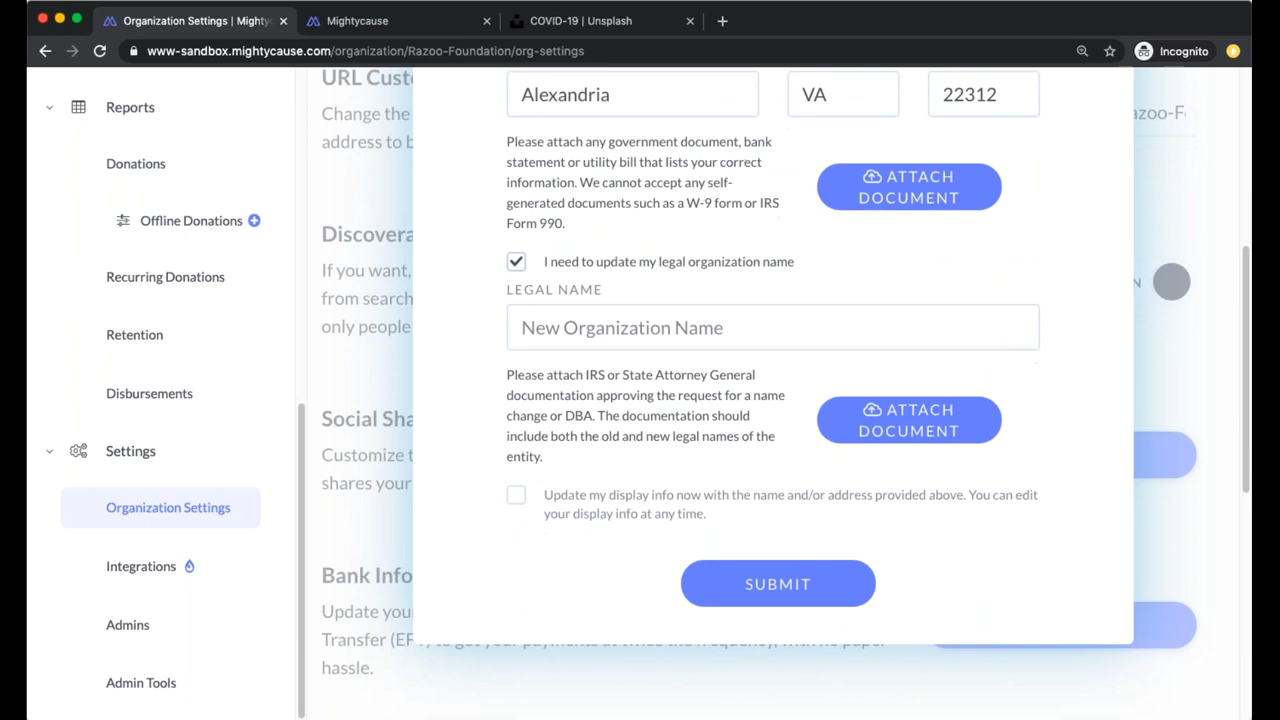 Organization Settings | Mighty
Mightycause
COVID-19 | Unsplash
www-sandbox.mightycause.com/organization/Razoo-Foundation/org-settings
Incognito
Reports
Donations
Offline Donations
Recurring Donations
Retention
Disbursements
Settings
Organization Settings
Integrations
Admins
Admin Tools
URL Cust
Change the
address to b
azoo-F
Discovera
If you want,
from search
only people
N
Social Sha
Customize t
shares your
Bank Info
Update you
Transfer (EF
hassle.
Alexandria
VA
22312
Please attach any government document, bank
statement or utility bill that lists your correct
information. We cannot accept any self-
generated documents such as a W-9 form or IRS
Form 990.
ATTACH
DOCUMENT
I need to update my legal organization name
LEGAL NAME
New Organization Name
Please attach IRS or State Attorney General
documentation approving the request for a name
change or DBA. The documentation should
include both the old and new legal names of the
entity.
ATTACH
DOCUMENT
Update my display info now with the name and/or address provided above. You can edit
your display info at any time.
SUBMIT